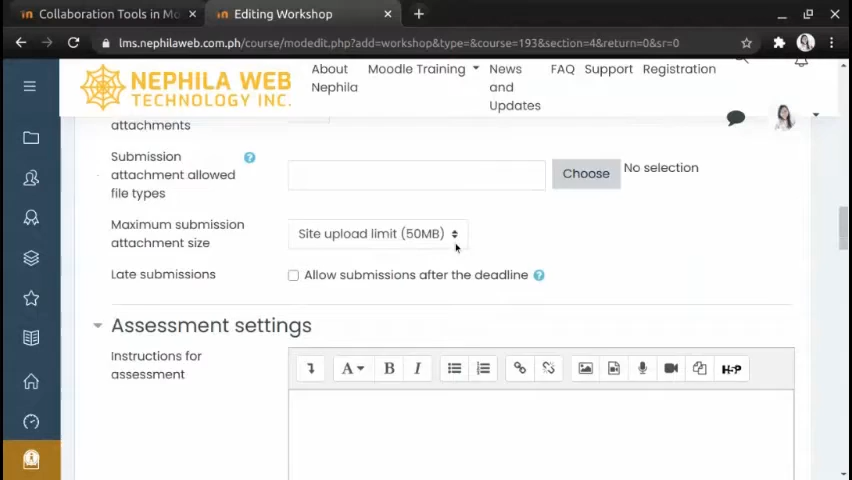 Collaboration Tools in Mo
Editing Workshop
lms.nephilaweb.com.ph/course/modedit.php?add=workshop&type=&course=193&section=4&return=0&sr=0
NEPHILA WEB
TECHNOLOGY INC.
About
Nephila
Moodle Training
News
and
Updates
FAQ
Support
Registration
attachments
Submission
attachment allowed
file types
Choose
No selection
Maximum submission
attachment size
Site upload limit (50MB)
Late submissions
Allow submissions after the deadline
Assessment settings
Instructions for
assessment
A
B
I
H5P